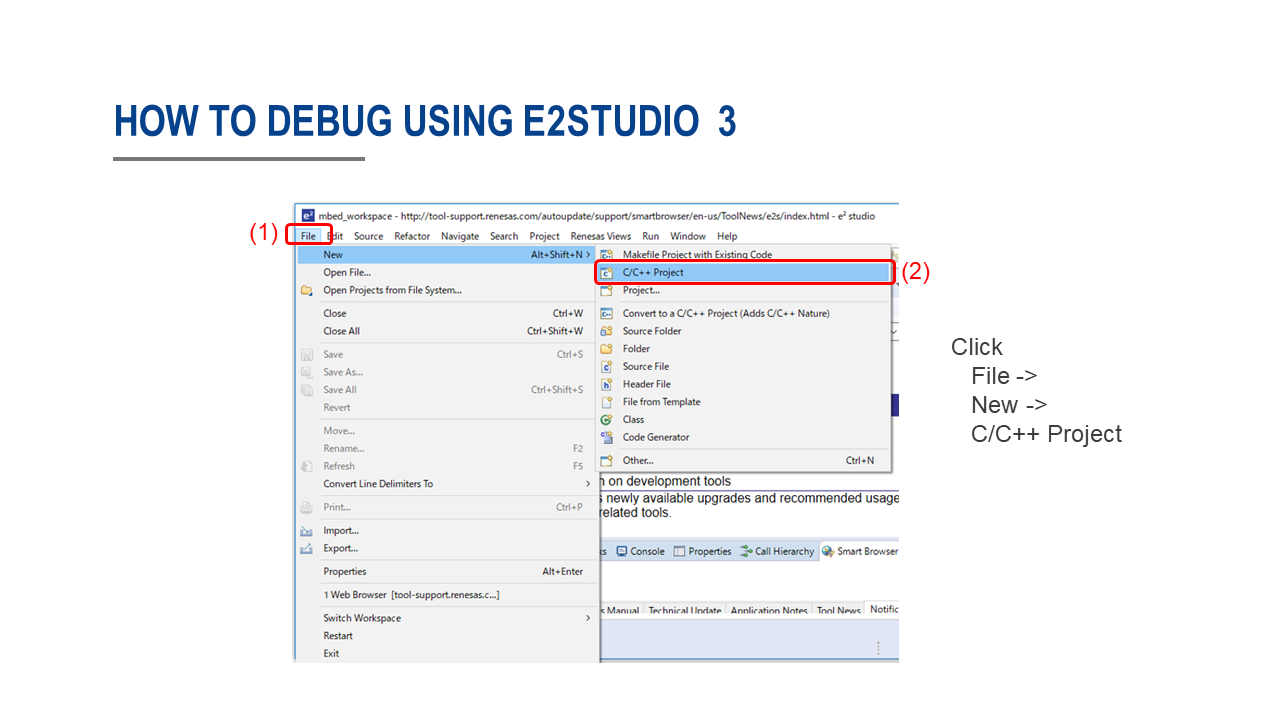 HOW TO DEBUG USING E2STUDIO 3
e² mbed_workspace - http://tool-support.renesas.com/autoupdate/support/smartbrowser/en-us/ToolNews/e2s/index.html - e² studio
(1)
File Edit Source Refactor Navigate Search Project Renesas Views Run Window Help
New Alt+Shift+N >
Open File...
Open Projects from File System...
Close Ctrl+W
Close All Ctrl+Shift+W
Save Ctrl+S
Save As...
Save All Ctrl+Shift+S
Revert
Move...
Rename... F2
Refresh F5
Convert Line Delimiters To >
Print... Ctrl+P
Import...
Export...
Properties Alt+Enter
1 Web Browser [tool-support.renesas.c...]
Switch Workspace >
Restart
Exit
Makefile Project with Existing Code
C/C++ Project
(2)
Project...
Convert to a C/C++ Project (Adds C/C++ Nature)
Source Folder
Folder
Source File
Header File
File from Template
Class
Code Generator
Other... Ctrl+N
n on development tools
s newly available upgrades and recommended usage
related tools.
ks Console Properties Call Hierarchy Smart Browser
s Manual Technical Update Application Notes Tool News Notific
Click
File ->
New ->
C/C++ Project